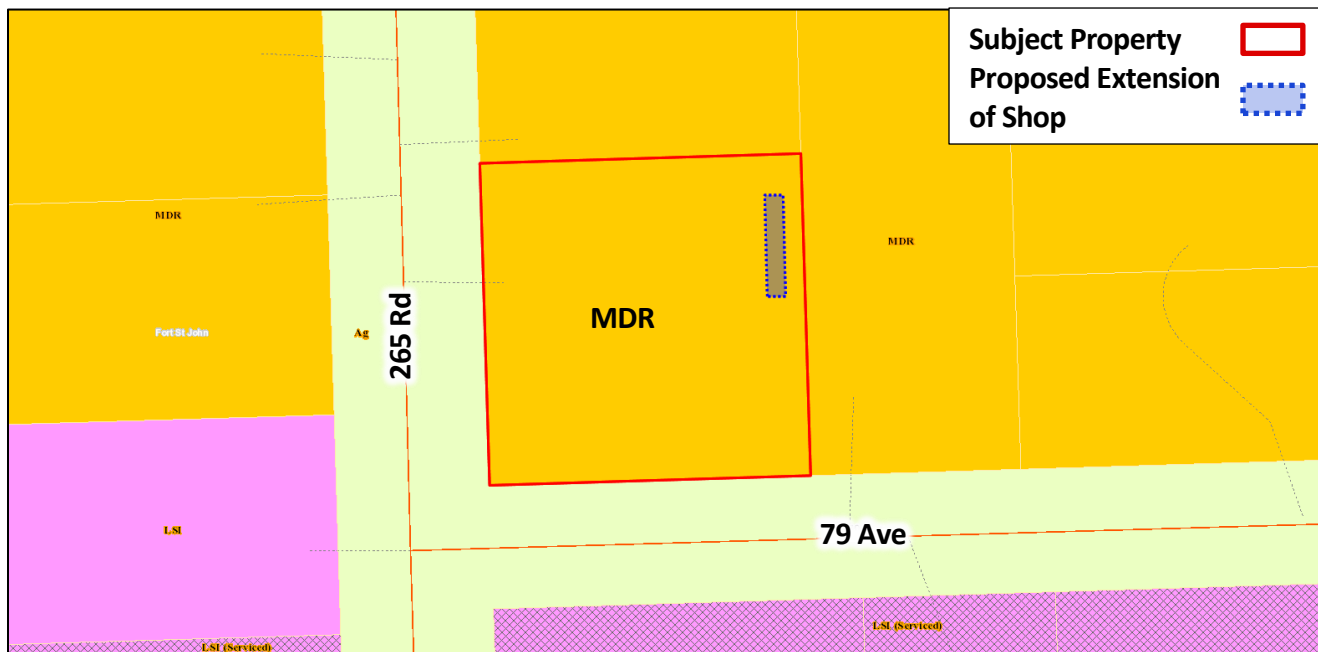 Subject Property
Proposed Extension
of Shop
MDR
MDR
Fort St John
Ag
265 Rd
MDR
LSI
79 Ave
LSI (Serviced)
LSI (Serviced)